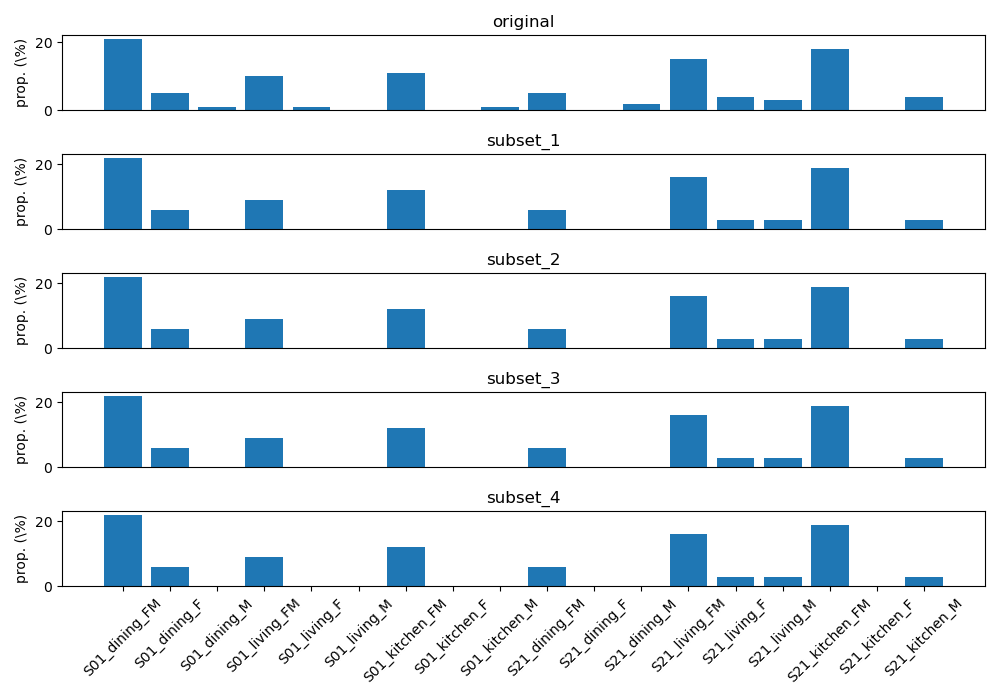 original
prop. (\%)
20
0
subset_1
prop. (\%)
20
0
subset_2
prop. (\%)
20
0
subset_3
prop. (\%)
20
0
subset_4
prop. (\%)
20
0
S01_dining_FM
S01_dining_F
S01_dining_M
S01_living_FM
S01_living_F
S01_living_M
S01_kitchen_FM
S01_kitchen_F
S01_kitchen_M
S21_dining_FM
S21_dining_F
S21_dining_M
S21_living_FM
S21_living_F
S21_living_M
S21_kitchen_FM
S21_kitchen_F
S21_kitchen_M